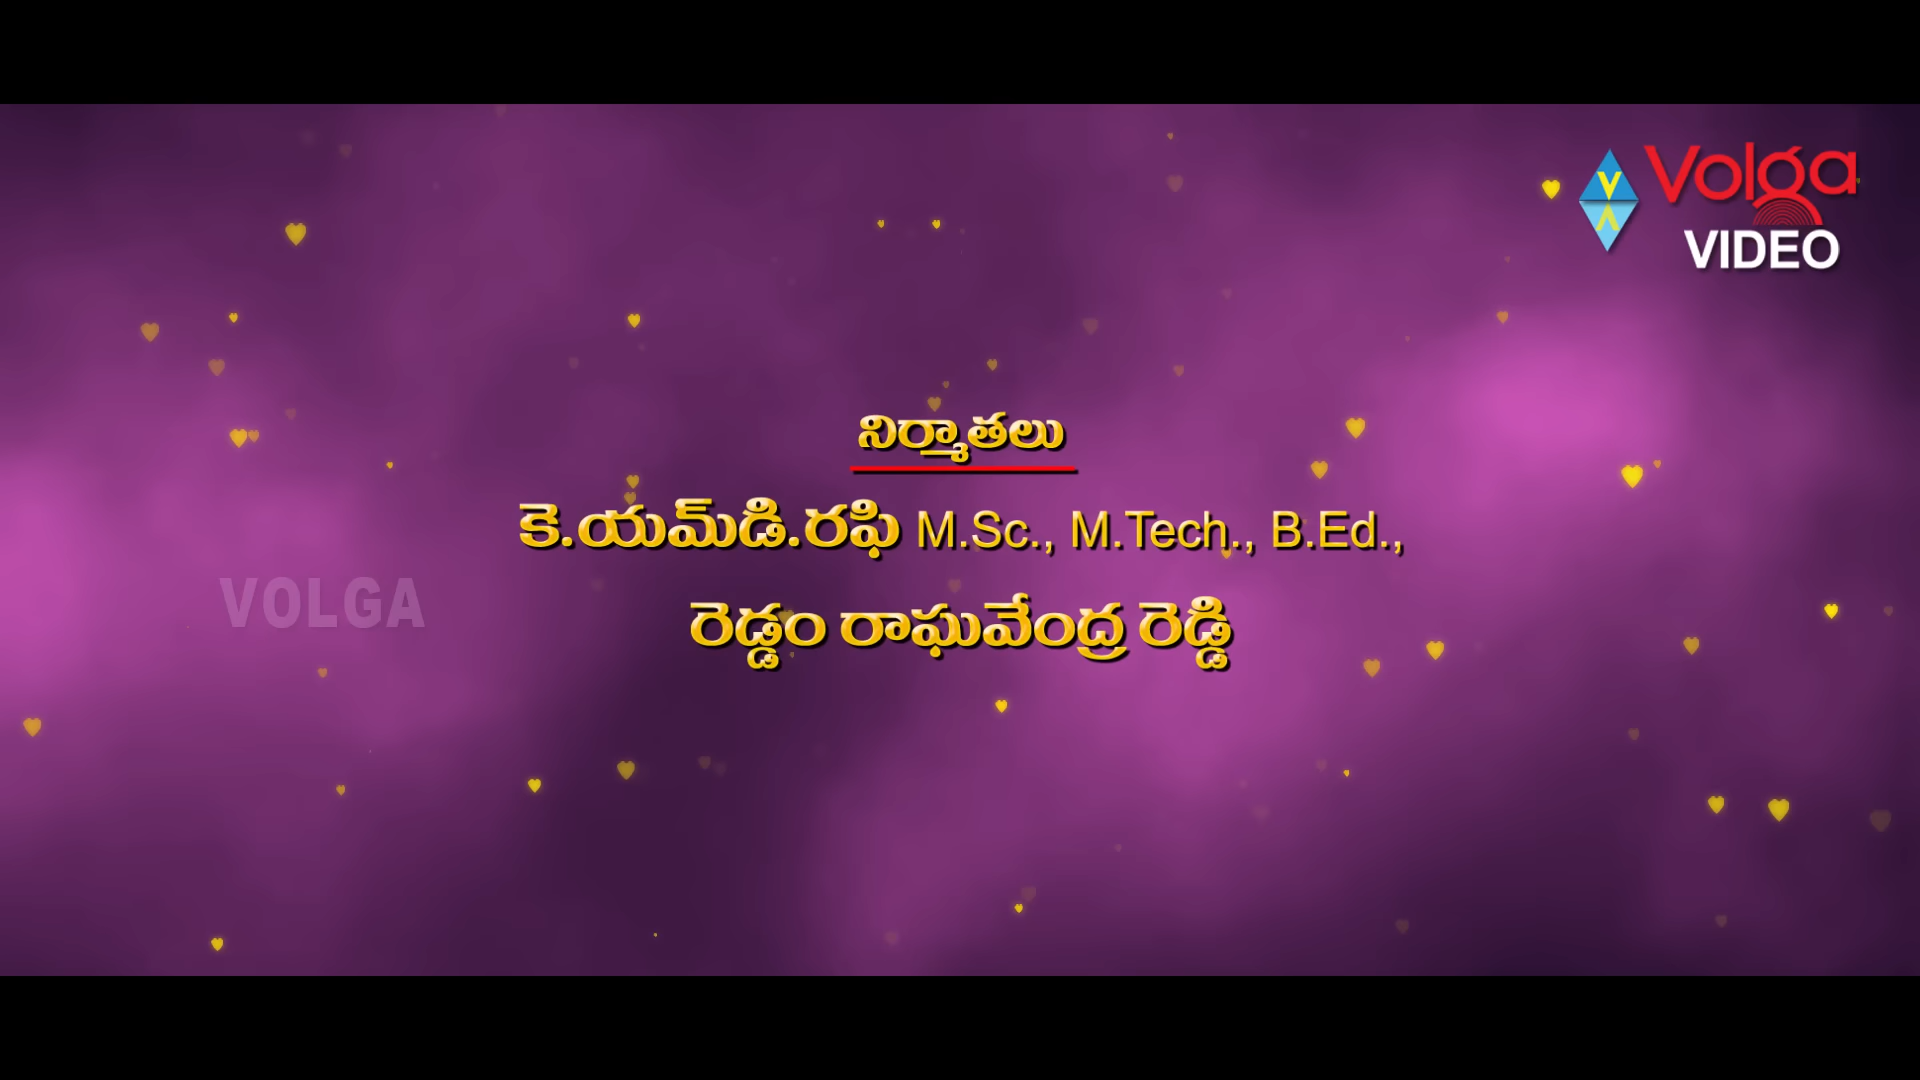 Volga
VIDEO
నిర్మాతలు
కె.యమ్‌డి.రఫి M.Sc., M.Tech., B.Ed.,
VOLGA
రెడ్డం రాఘవేంద్ర రెడ్డి